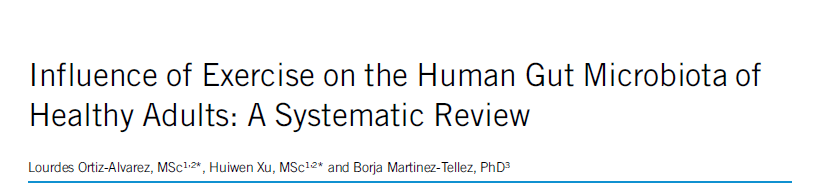 Influence of Exercise on the Human Gut Microbiota of
Healthy Adults: A Systematic Review
Lourdes Ortiz-Alvarez, MSc¹,²*, Huiwen Xu, MSc¹,²* and Borja Martinez-Tellez, PhD³